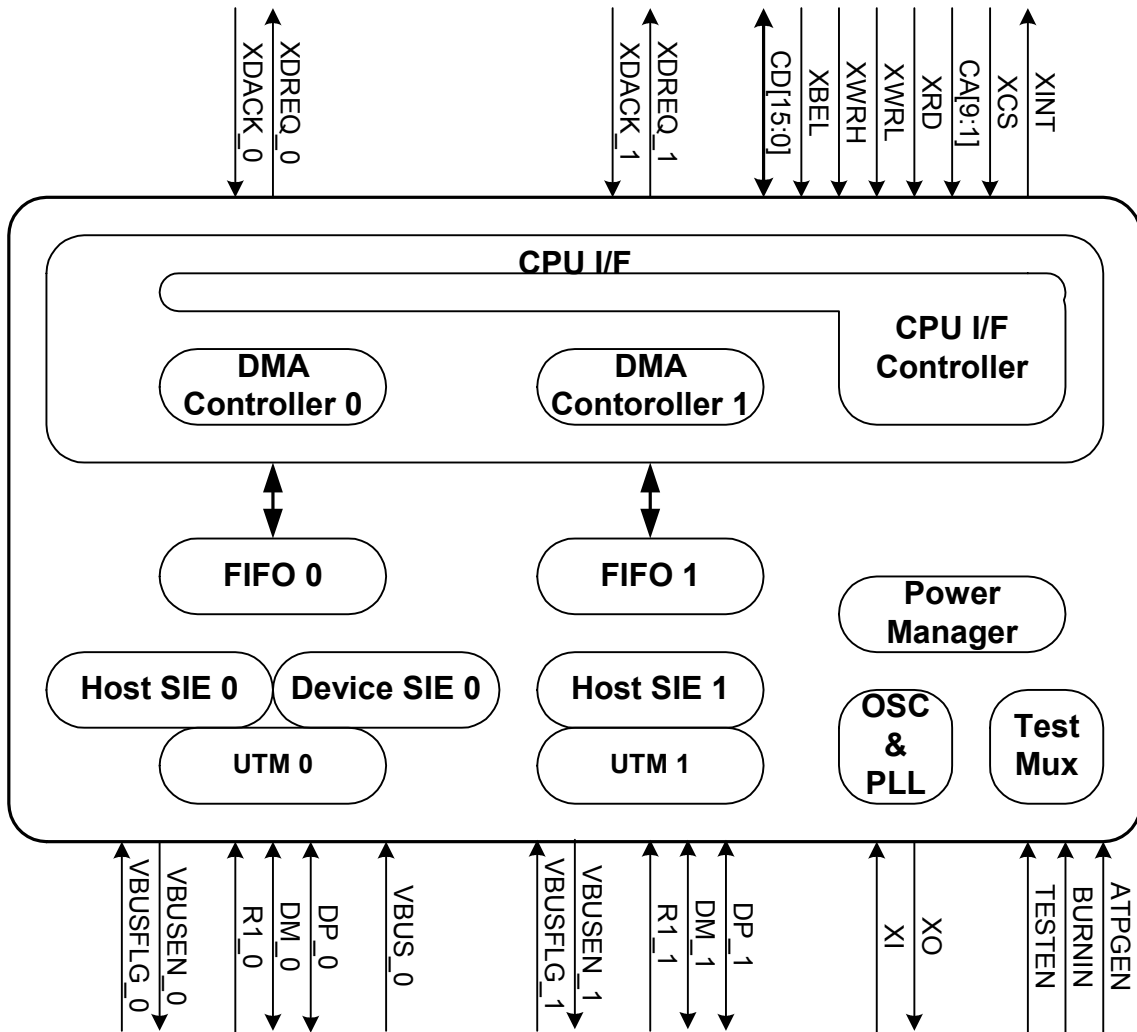 XDACK_0
XDREQ_0
XDACK_1
XDREQ_1
CD[15:0]
XBEL
XWRH
XWRL
XRD
CA[9:1]
XCS
XINT
CPU I/F
CPU I/F
Controller
DMA
Controller 0
DMA
Contoroller 1
FIFO 0
FIFO 1
Power
Manager
Host SIE 0
Device SIE 0
Host SIE 1
OSC
&
PLL
Test
Mux
UTM 0
UTM 1
VBUSFLG_0
VBUSEN_0
R1_0
DM_0
DP_0
VBUS_0
VBUSFLG_1
VBUSEN_1
R1_1
DM_1
DP_1
XI
XO
TESTEN
BURNIN
ATPGEN